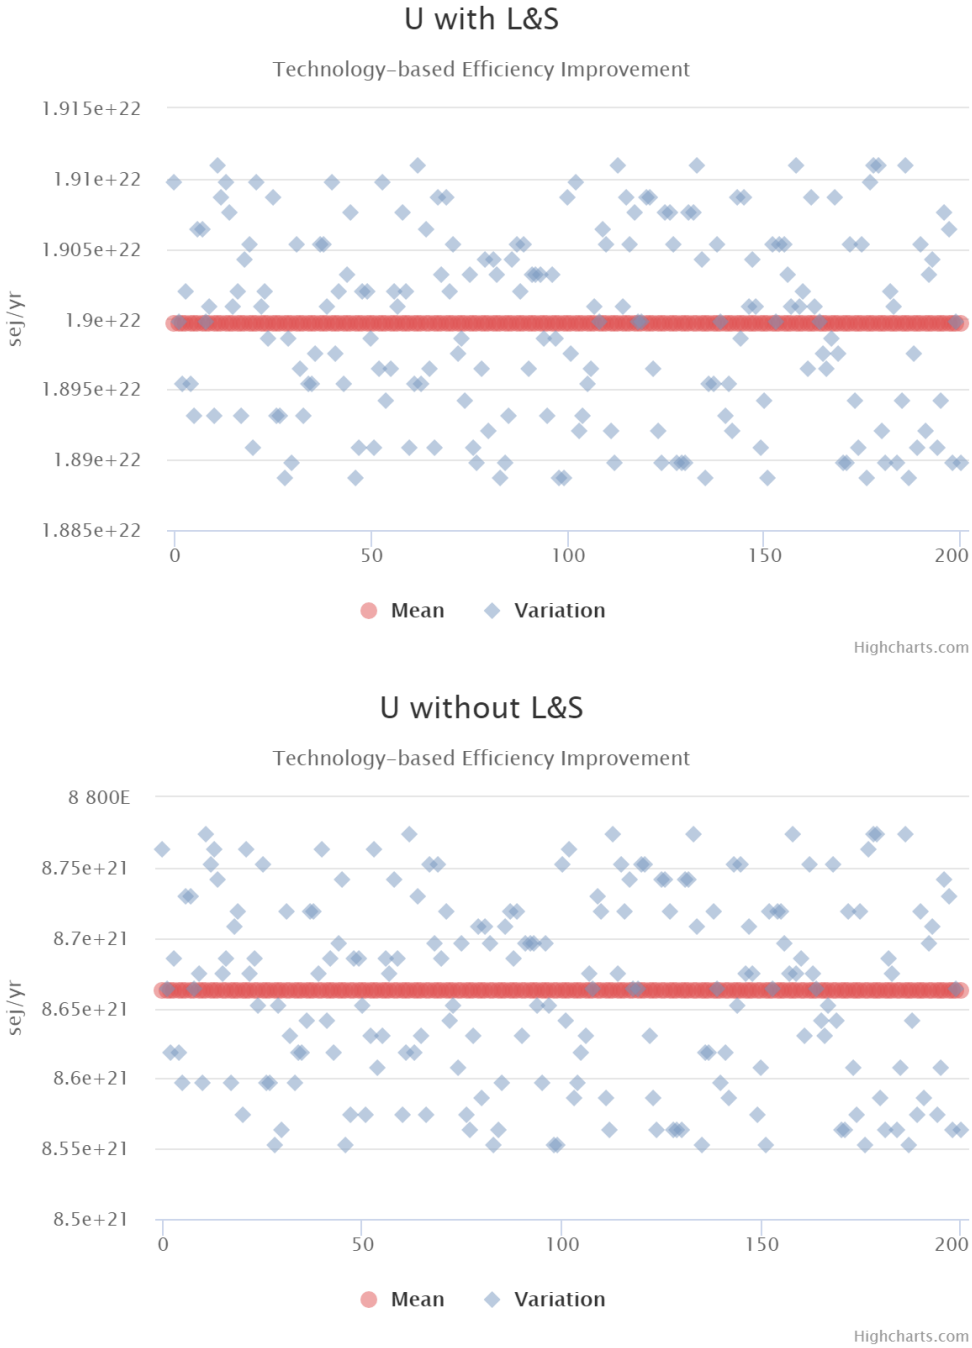 U with L&S
Technology-based Efficiency Improvement
1.915e+22
1.91e+22
1.905e+22
1.9e+22
1.895e+22
1.89e+22
1.885e+22
sej/yr
0 50 100 150 200
Mean Variation
Highcharts.com
U without L&S
Technology-based Efficiency Improvement
8 800E
8.75e+21
8.7e+21
8.65e+21
8.6e+21
8.55e+21
8.5e+21
sej/yr
0 50 100 150 200
Mean Variation
Highcharts.com